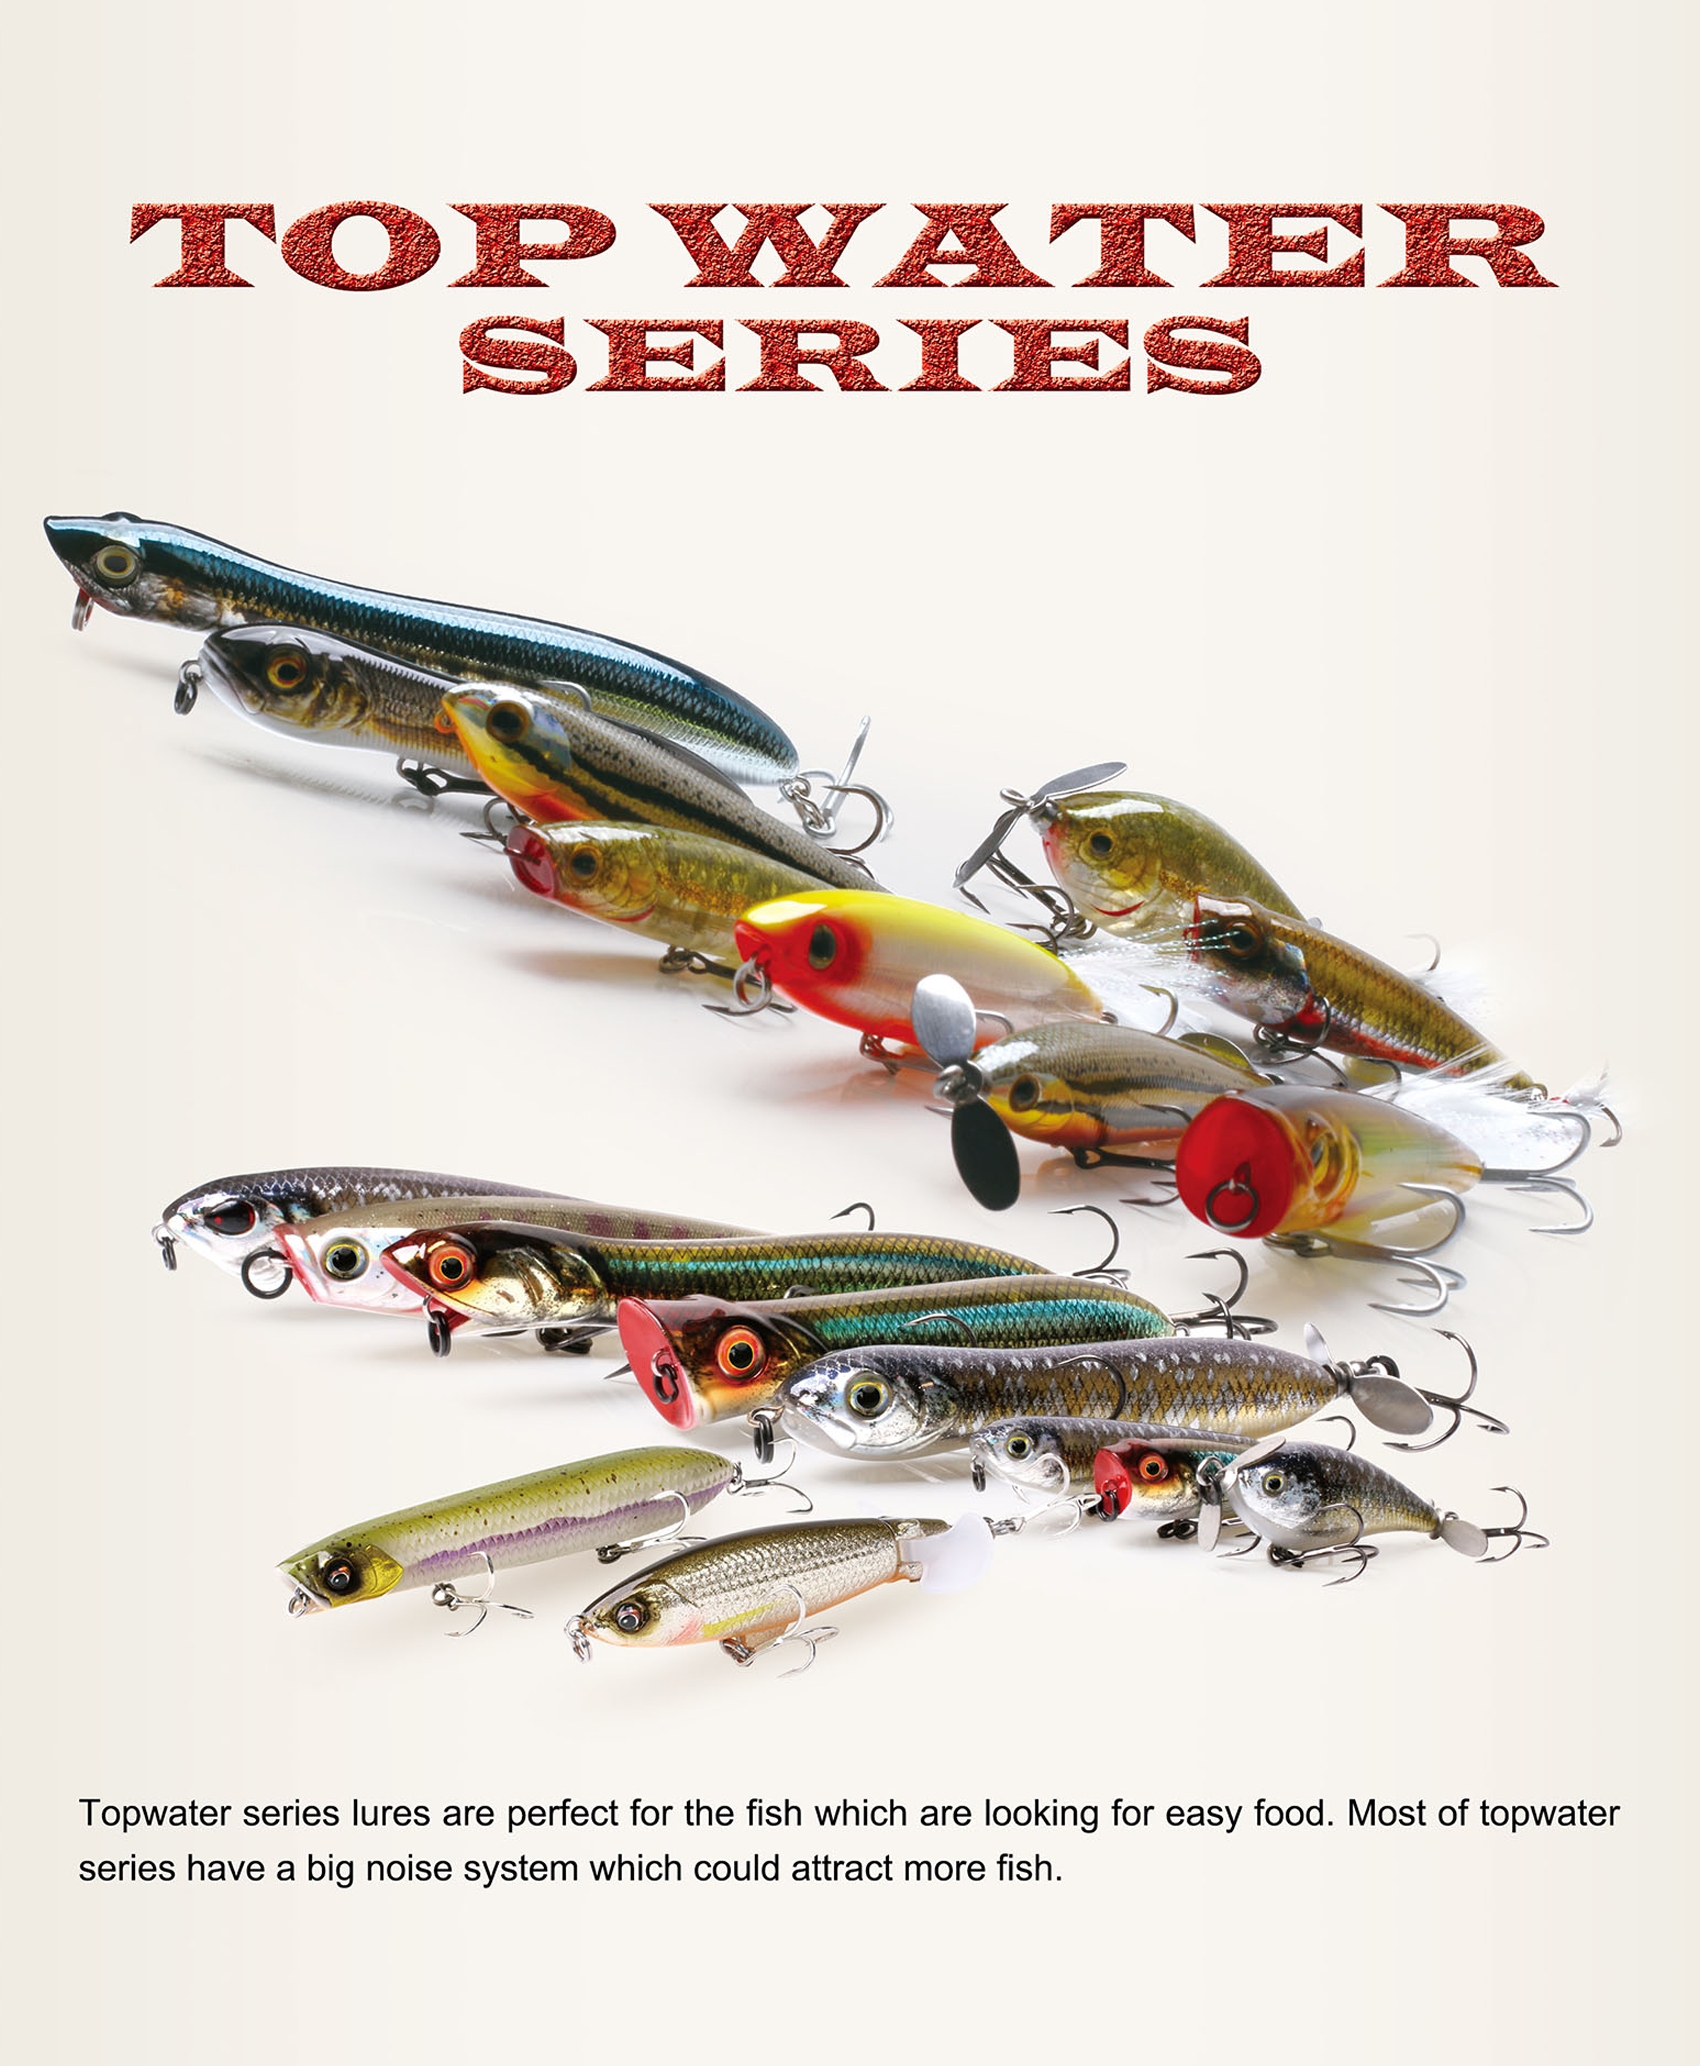 TOP WATER
SERIES
Topwater series lures are perfect for the fish which are looking for easy food. Most of topwater
series have a big noise system which could attract more fish.